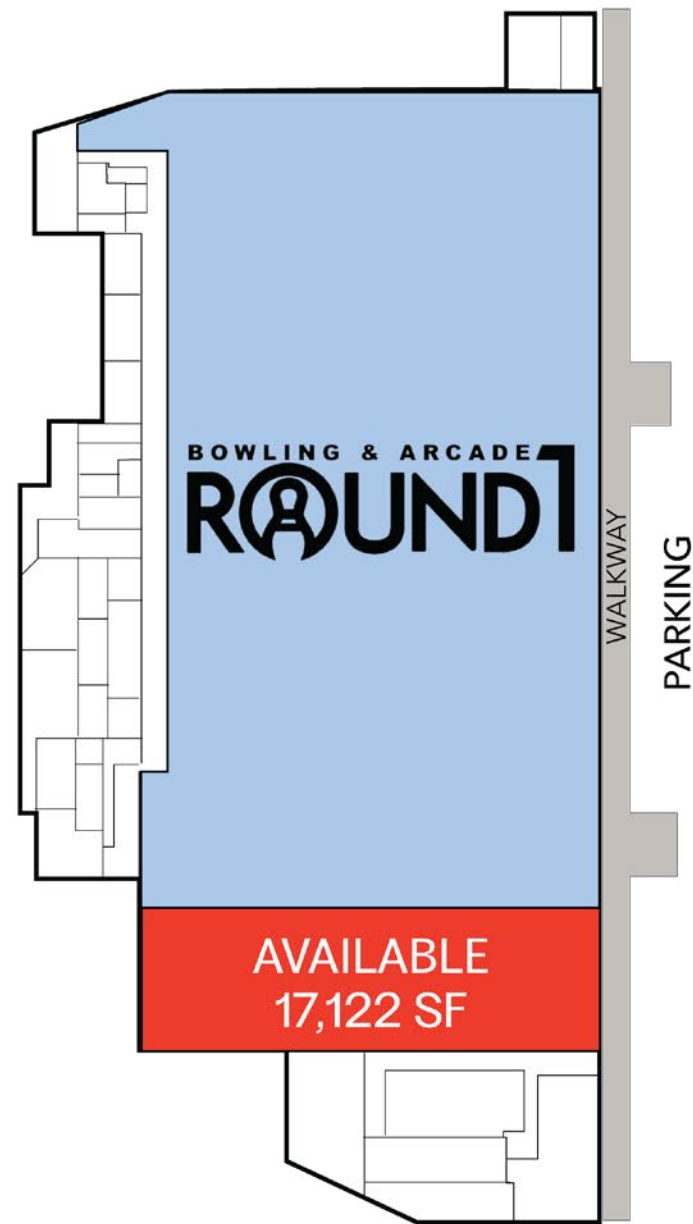 BOWLING & ARCADE
ROUND1
WALKWAY
PARKING
AVAILABLE
17,122 SF